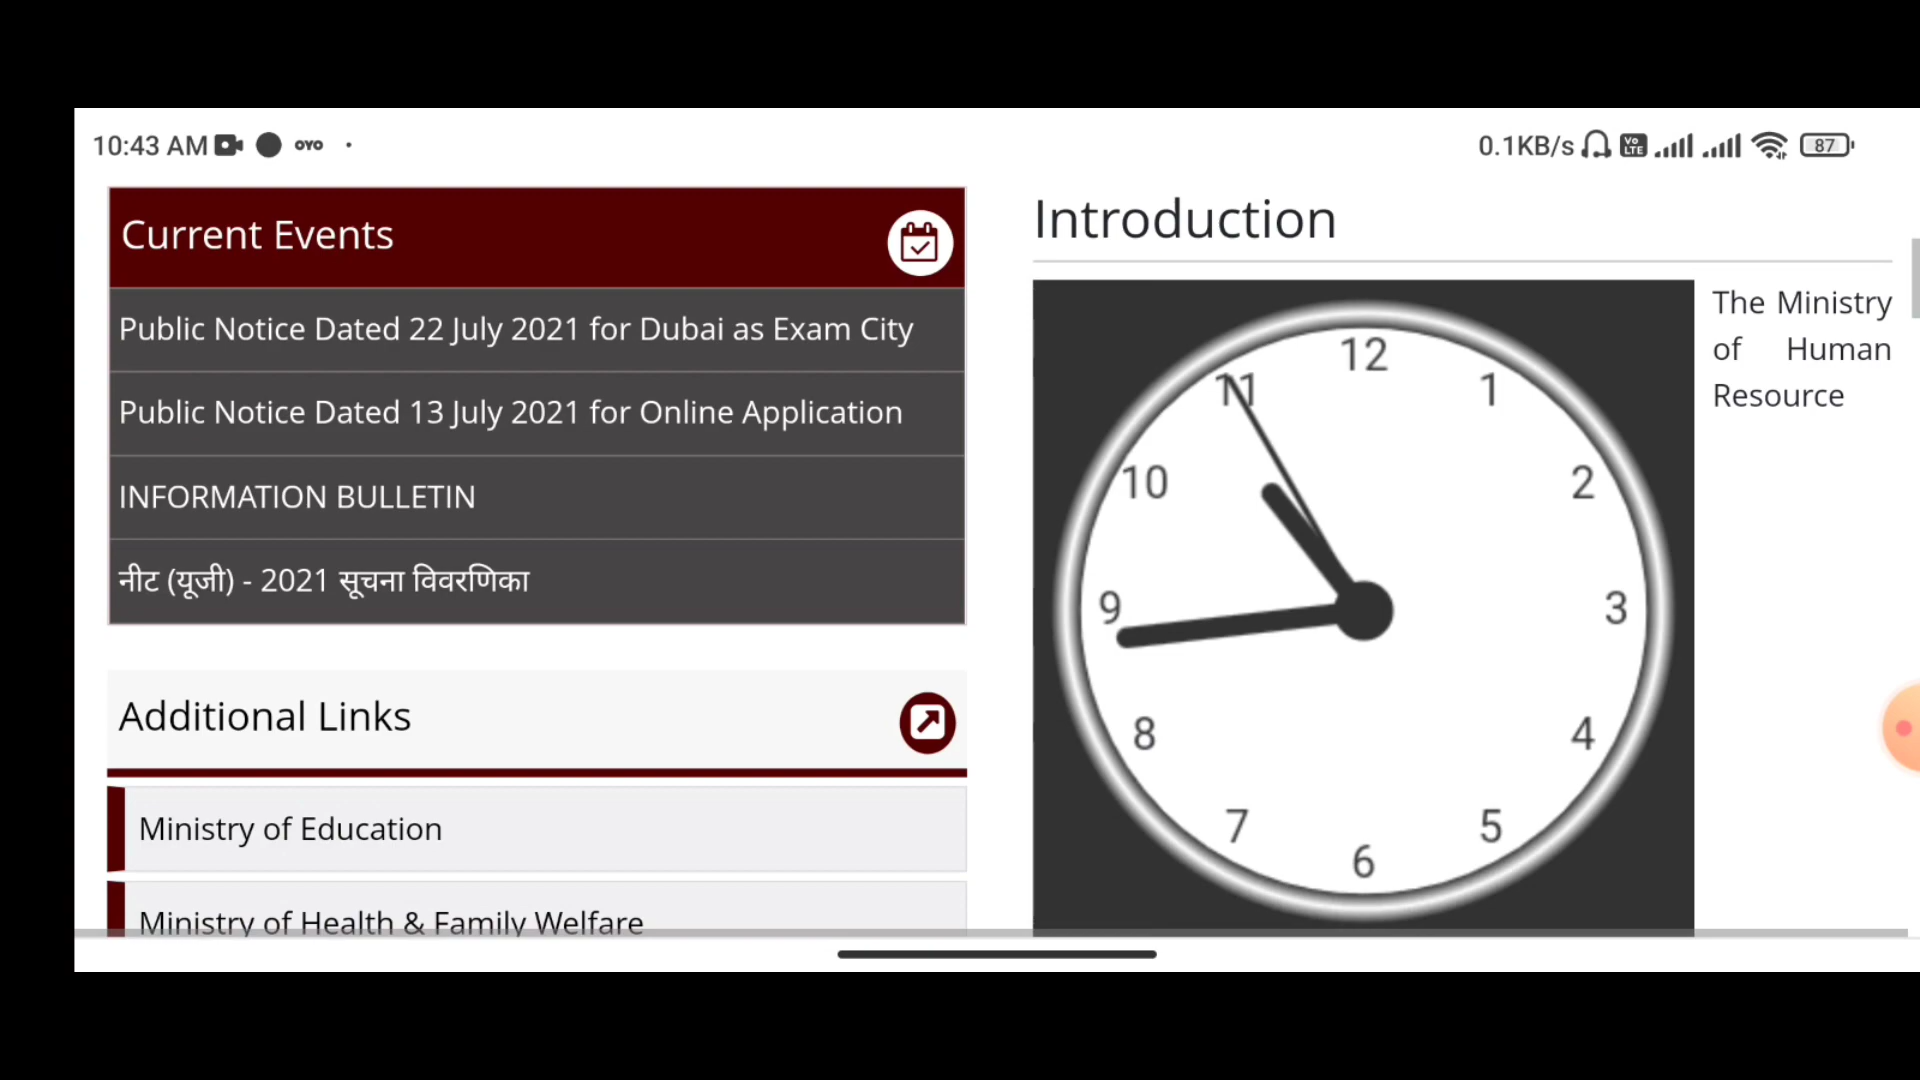 10:43 AM OYO
0.1KB/s Vo LTE 87
Current Events
Public Notice Dated 22 July 2021 for Dubai as Exam City
Public Notice Dated 13 July 2021 for Online Application
INFORMATION BULLETIN
नीट (यूजी) - 2021 सूचना विवरणिका
Additional Links
Ministry of Education
Ministry of Health & Family Welfare
Introduction
12
11
1
10
2
9
3
8
4
7
5
6
The Ministry
of Human
Resource